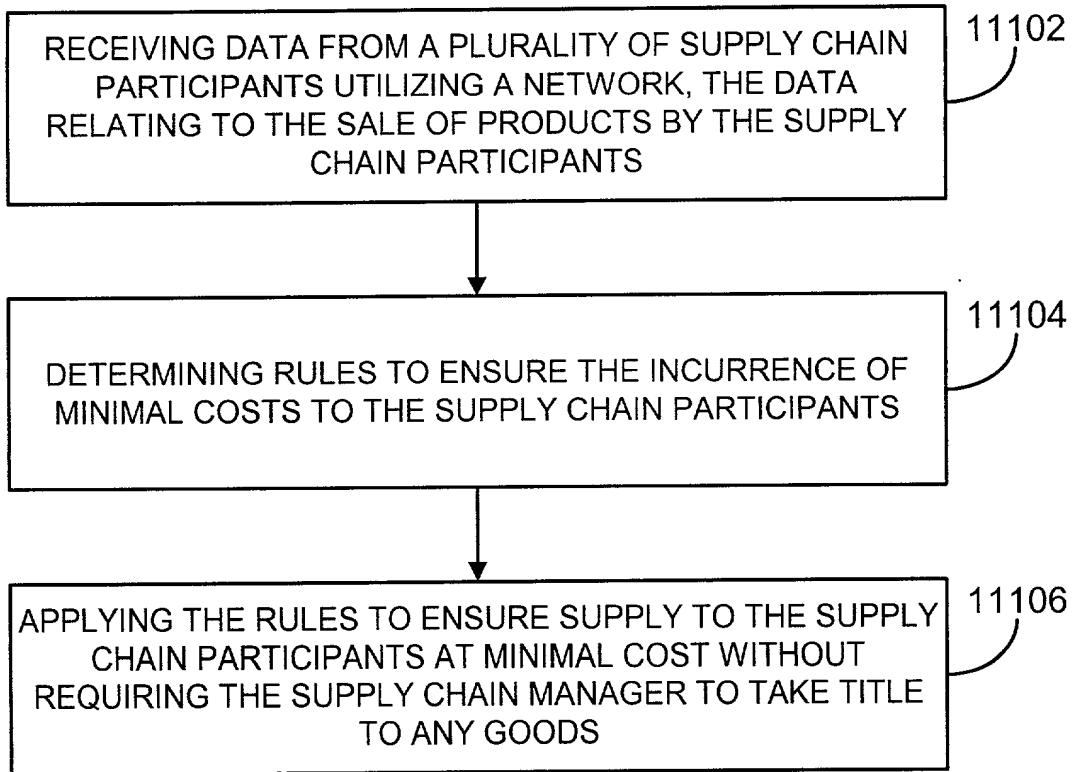 RECEIVING DATA FROM A PLURALITY OF SUPPLY CHAIN
PARTICIPANTS UTILIZING A NETWORK, THE DATA
RELATING TO THE SALE OF PRODUCTS BY THE SUPPLY
CHAIN PARTICIPANTS
11102
DETERMINING RULES TO ENSURE THE INCURRENCE OF
MINIMAL COSTS TO THE SUPPLY CHAIN PARTICIPANTS
11104
APPLYING THE RULES TO ENSURE SUPPLY TO THE SUPPLY
CHAIN PARTICIPANTS AT MINIMAL COST WITHOUT
REQUIRING THE SUPPLY CHAIN MANAGER TO TAKE TITLE
TO ANY GOODS
11106